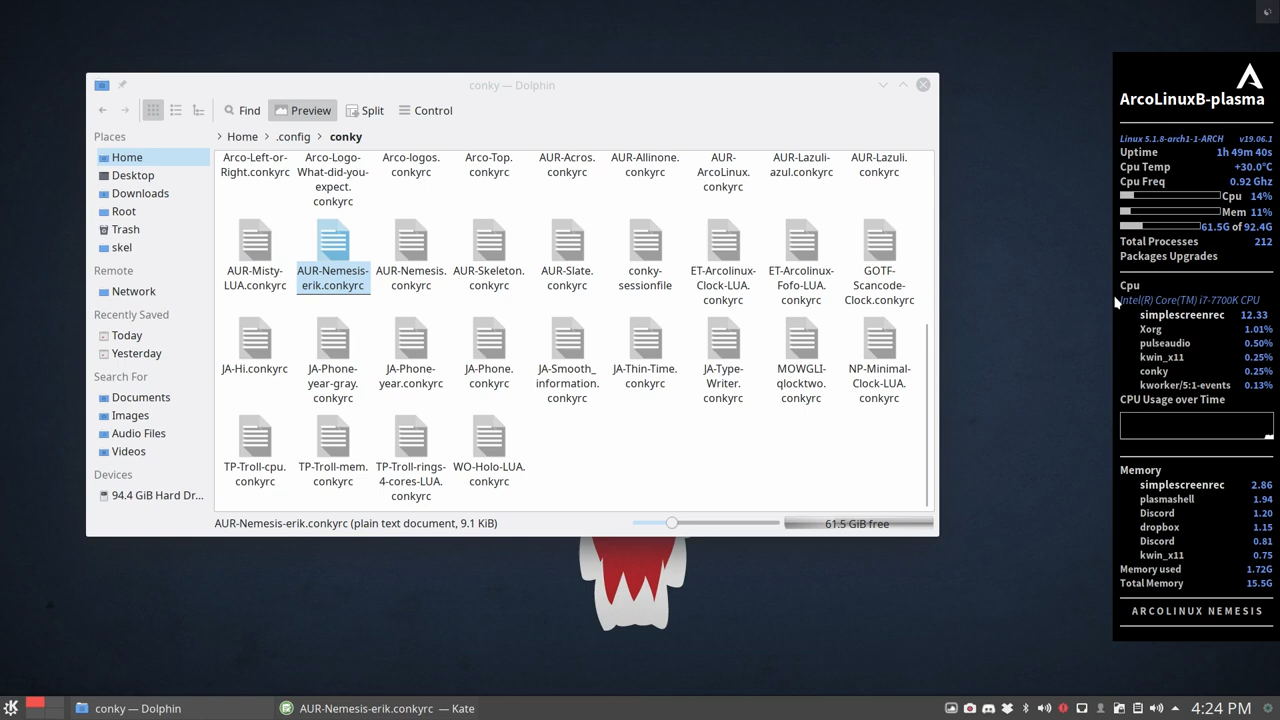 conky — Dolphin
Find
Preview
Split
Control
Places
Home
Desktop
Downloads
Root
Trash
skel
Remote
Network
Recently Saved
Today
Yesterday
Search For
Documents
Images
Audio Files
Videos
Devices
94.4 GiB Hard Dr...
Home
.config
conky
Arco-Left-or-
Right.conkyrc
Arco-Logo-
What-did-you-
expect.
conkyrc
Arco-logos.
conkyrc
Arco-Top.
conkyrc
AUR-Acros.
conkyrc
AUR-Allinone.
conkyrc
AUR-
ArcoLinux.
conkyrc
AUR-Lazuli-
azul.conkyrc
AUR-Lazuli.
conkyrc
AUR-Misty-
LUA.conkyrc
AUR-Nemesis-
erik.conkyrc
AUR-Nemesis.
conkyrc
AUR-Skeleton.
conkyrc
AUR-Slate.
conkyrc
conky-
sessionfile
ET-Arcolinux-
Clock-LUA.
conkyrc
ET-Arcolinux-
Fofo-LUA.
conkyrc
GOTF-
Scancode-
Clock.conkyrc
JA-Hi.conkyrc
JA-Phone-
year-gray.
conkyrc
JA-Phone-
year.conkyrc
JA-Phone.
conkyrc
JA-Smooth_
information.
conkyrc
JA-Thin-Time.
conkyrc
JA-Type-
Writer.
conkyrc
MOWGLI-
qlocktwo.
conkyrc
NP-Minimal-
Clock-LUA.
conkyrc
TP-Troll-cpu.
conkyrc
TP-Troll-mem.
conkyrc
TP-Troll-rings-
4-cores-LUA.
conkyrc
WO-Holo-LUA.
conkyrc
AUR-Nemesis-erik.conkyrc (plain text document, 9.1 KiB)
61.5 GiB free
ArcoLinuxB-plasma
Linux 5.1.8-arch1-1-ARCH v19.06.1
Uptime 1h 49m 40s
Cpu Temp +30.0°C
Cpu Freq 0.92 Ghz
Cpu 14%
Mem 11%
61.5G of 92.4G
Total Processes 212
Packages Upgrades
Cpu
Intel(R) Core(TM) i7-7700K CPU
simplescreenrec 12.33
Xorg 1.01%
pulseaudio 0.50%
kwin_x11 0.25%
conky 0.25%
kworker/5:1-events 0.13%
CPU Usage over Time
Memory
simplescreenrec 2.86
plasmashell 1.94
Discord 1.20
dropbox 1.15
Discord 0.81
kwin_x11 0.75
Memory used 1.72G
Total Memory 15.5G
ARCOLINUX NEMESIS
conky — Dolphin
AUR-Nemesis-erik.conkyrc — Kate
4:24 PM